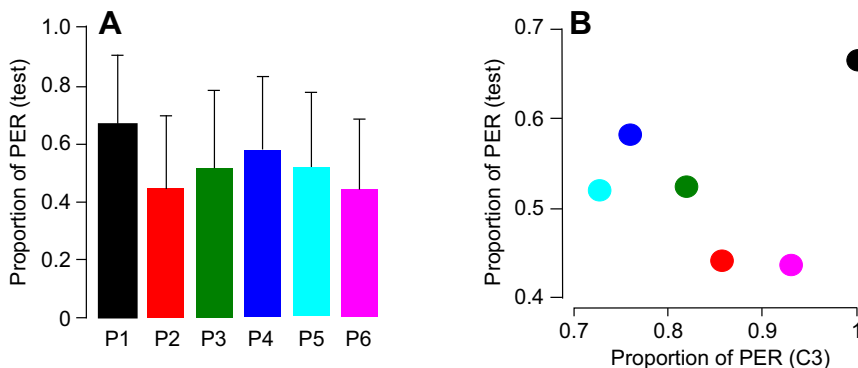 A
Proportion of PER (test)
1.0
0.8
0.6
0.4
0.2
0
P1 P2 P3 P4 P5 P6
B
Proportion of PER (test)
0.7
0.6
0.5
0.4
0.7 0.8 0.9 1
Proportion of PER (C3)